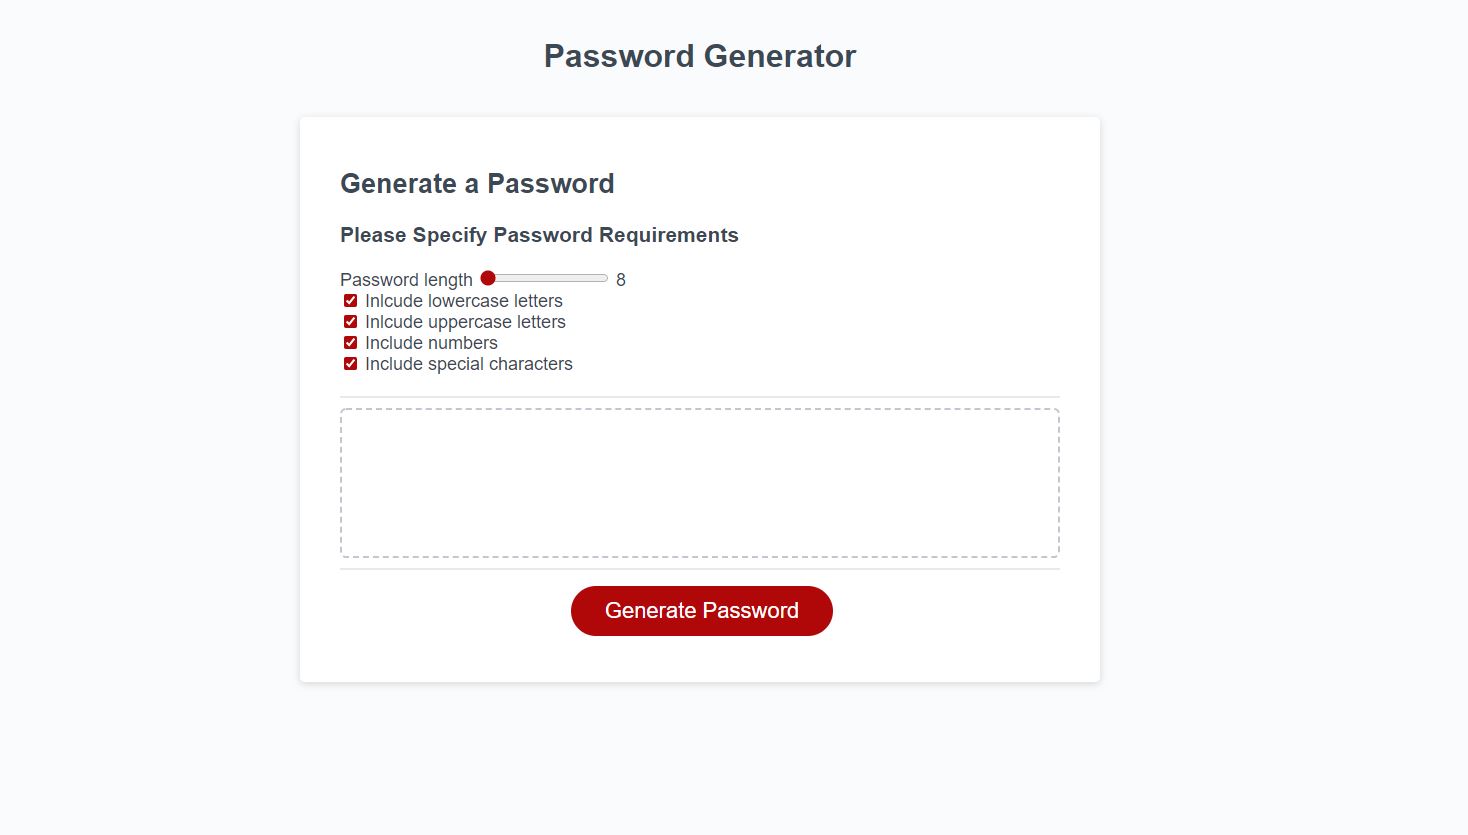 Password Generator
Generate a Password
Please Specify Password Requirements
Password length 8
Inlcude lowercase letters
Inlcude uppercase letters
Include numbers
Include special characters
Generate Password